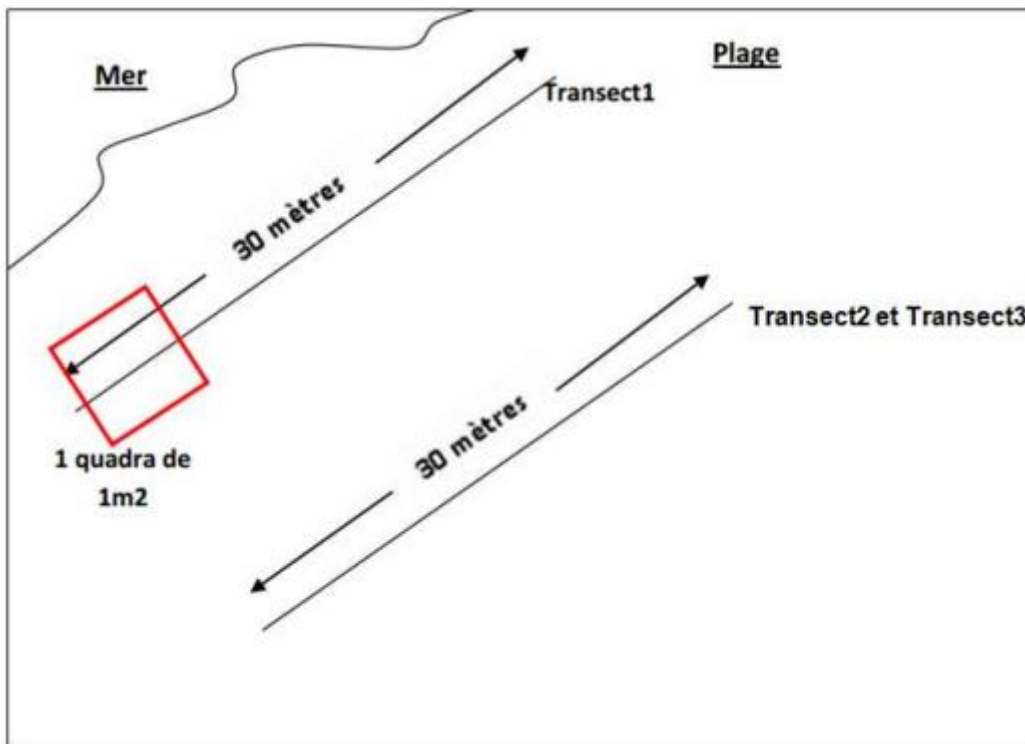 Mer
Plage
Transect1
30 mètres
Transect2 et Transect3
30 mètres
1 quadra de
1m2